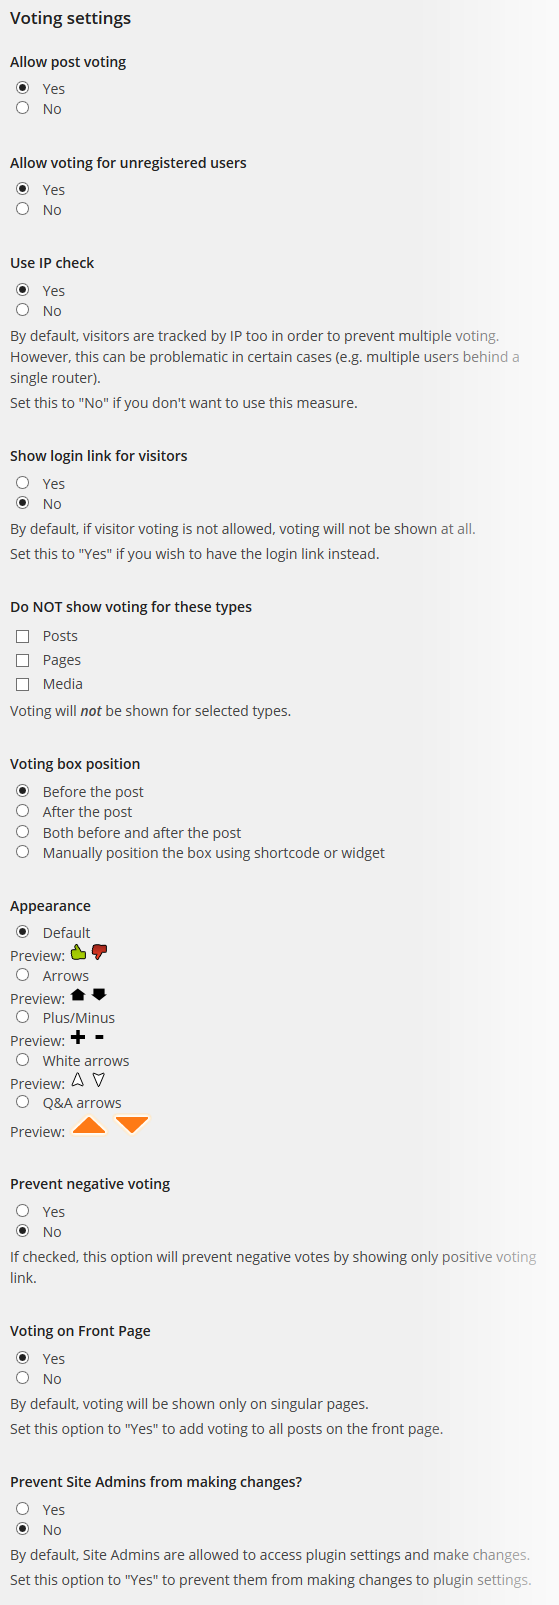 Voting settings
Allow post voting
Yes
No
Allow voting for unregistered users
Yes
No
Use IP check
Yes
No
By default, visitors are tracked by IP too in order to prevent multiple voting.
However, this can be problematic in certain cases (e.g. multiple users behind a
single router).
Set this to "No" if you don't want to use this measure.
Show login link for visitors
Yes
No
By default, if visitor voting is not allowed, voting will not be shown at all.
Set this to "Yes" if you wish to have the login link instead.
Do NOT show voting for these types
Posts
Pages
Media
Voting will not be shown for selected types.
Voting box position
Before the post
After the post
Both before and after the post
Manually position the box using shortcode or widget
Appearance
Default
Preview:
Arrows
Preview:
Plus/Minus
Preview:
White arrows
Preview:
Q&A arrows
Preview:
Prevent negative voting
Yes
No
If checked, this option will prevent negative votes by showing only positive voting
link.
Voting on Front Page
Yes
No
By default, voting will be shown only on singular pages.
Set this option to "Yes" to add voting to all posts on the front page.
Prevent Site Admins from making changes?
Yes
No
By default, Site Admins are allowed to access plugin settings and make changes.
Set this option to "Yes" to prevent them from making changes to plugin settings.